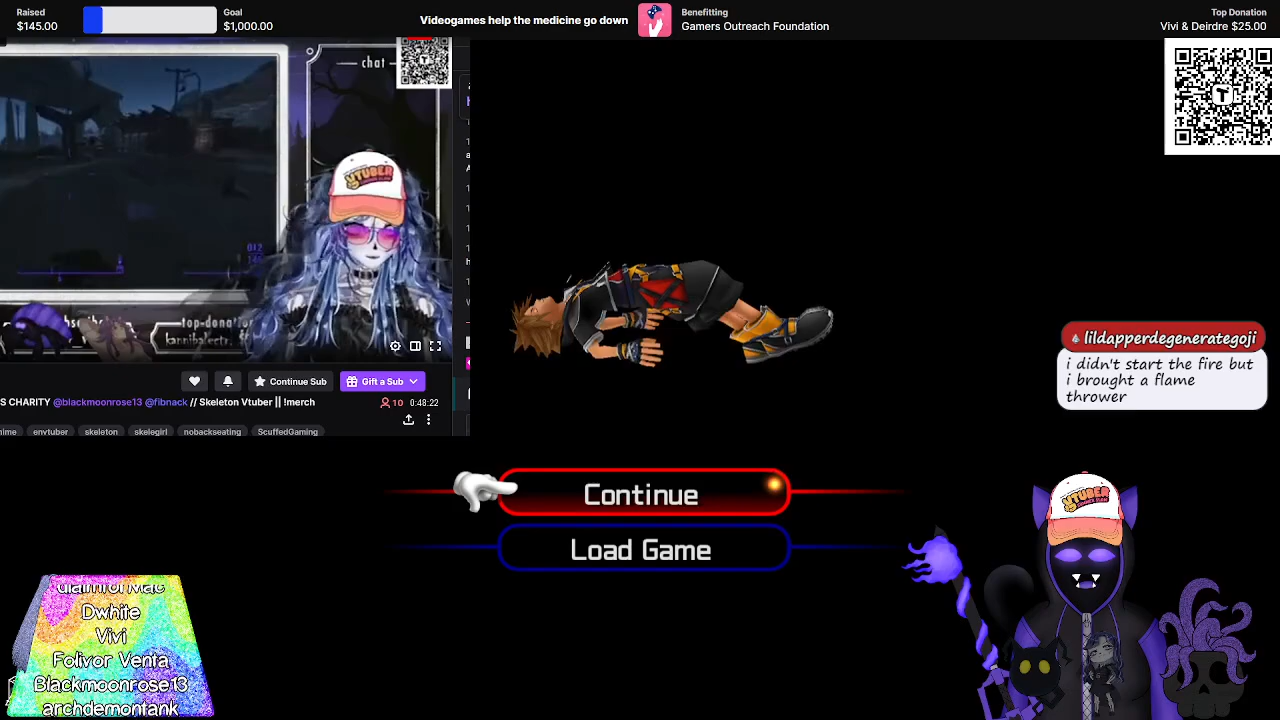 Raised
$145.00
Goal
$1,000.00
Videogames help the medicine go down
Benefitting
Gamers Outreach Foundation
Top Donation
Vivi & Deirdre $25.00
chat
VTUBER
012
top-donation
Continue Sub
Gift a Sub
S CHARITY @blackmoonrose13 @fibnack // Skeleton Vtuber || !merch
10
0:48:22
envtuber
skeleton
skelegirl
nobackseating
ScuffedGaming
lildapperdegenerategoji
i didn't start the fire but
i brought a flame
thrower
Continue
Load Game
VTUBER
Dwhite
Vivi
Folivor Venta
Blackmoonrose13
archdemontank